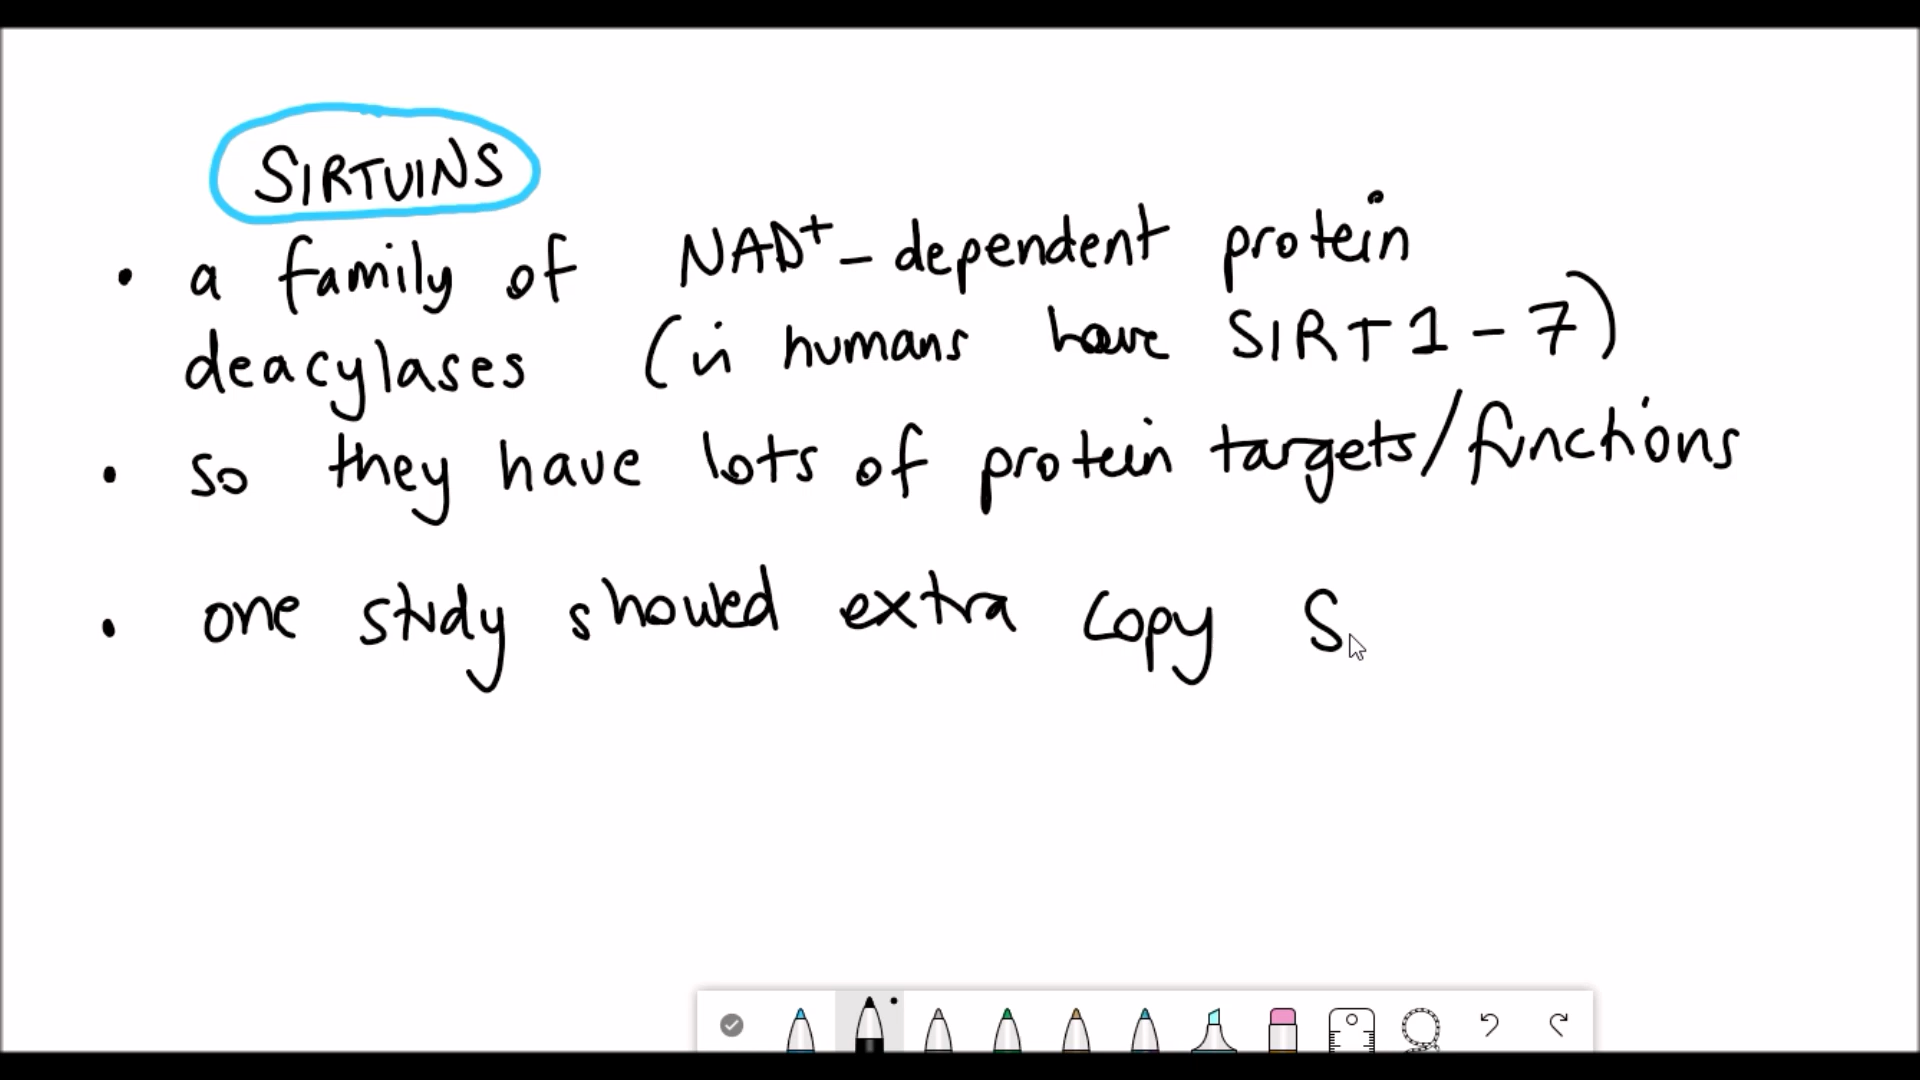 SIRTUINS
• a family of NAD+-dependent protein
deacylases (in humans have SIRT1-7)
• so they have lots of protein targets/functions
• one study showed extra copy S